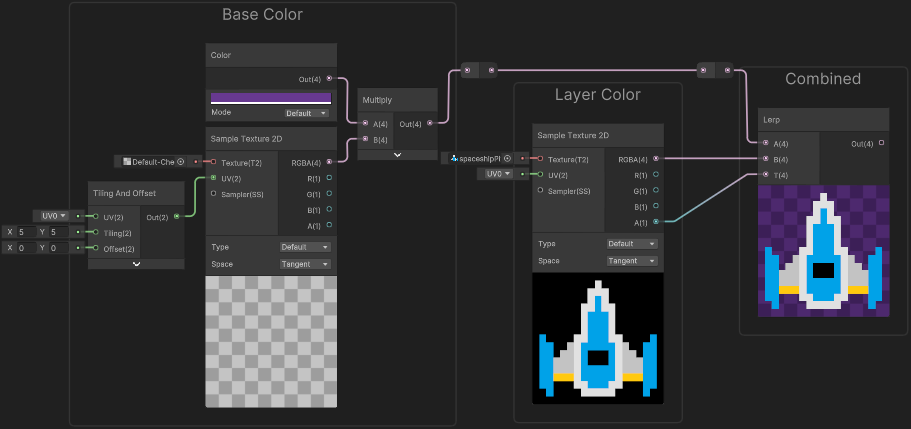 Base Color
Color
Out(4)
Mode Default
Sample Texture 2D
Default-Che
Texture(T2) RGBA(4)
UV(2) R(1)
Sampler(SS) G(1)
B(1)
A(1)
Type Default
Space Tangent
Tiling And Offset
UV0 UV(2) Out(2)
X 5 Y 5 Tiling(2)
X 0 Y 0 Offset(2)
Multiply
A(4) Out(4)
B(4)
Layer Color
Sample Texture 2D
spaceshipPl
Texture(T2) RGBA(4)
UV0 UV(2) R(1)
Sampler(SS) G(1)
B(1)
A(1)
Type Default
Space Tangent
Combined
Lerp
A(4) Out(4)
B(4)
T(4)